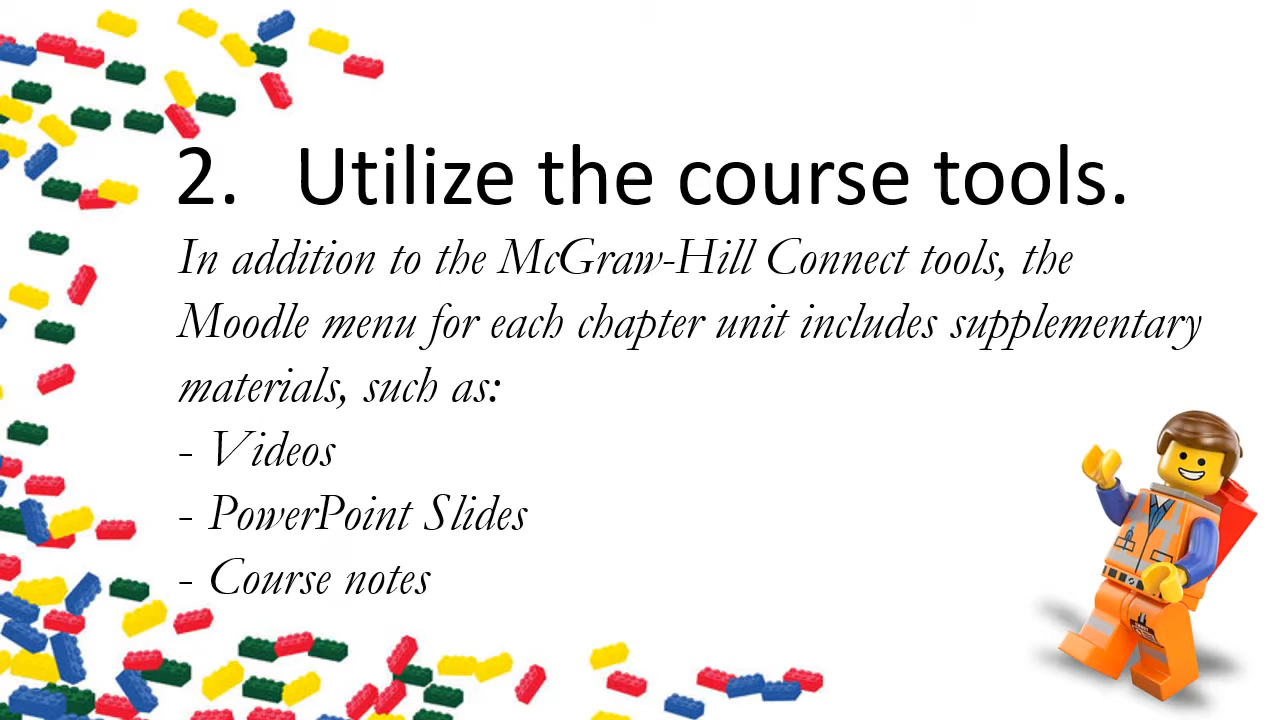 2. Utilize the course tools.
In addition to the McGraw-Hill Connect tools, the
Moodle menu for each chapter unit includes supplementary
materials, such as:
- Videos
- PowerPoint Slides
- Course notes